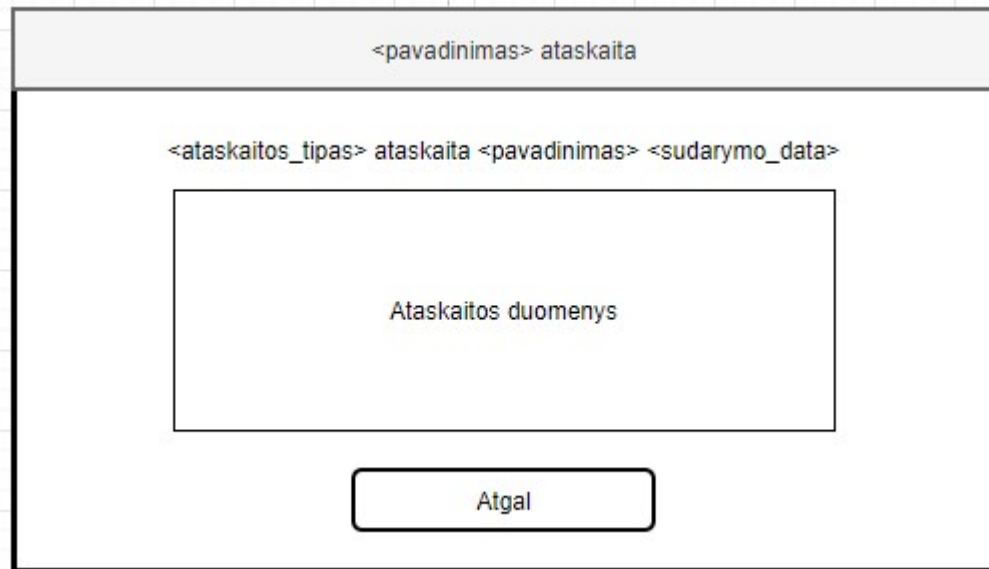 <pavadinimas> ataskaita
<ataskaitos_tipas> ataskaita <pavadinimas> <sudarymo_data>
Ataskaitos duomenys
Atgal